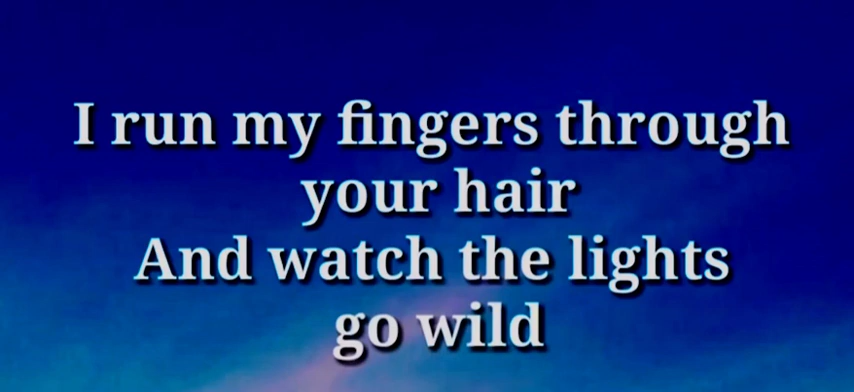 I run my fingers through
your hair
And watch the lights
go wild